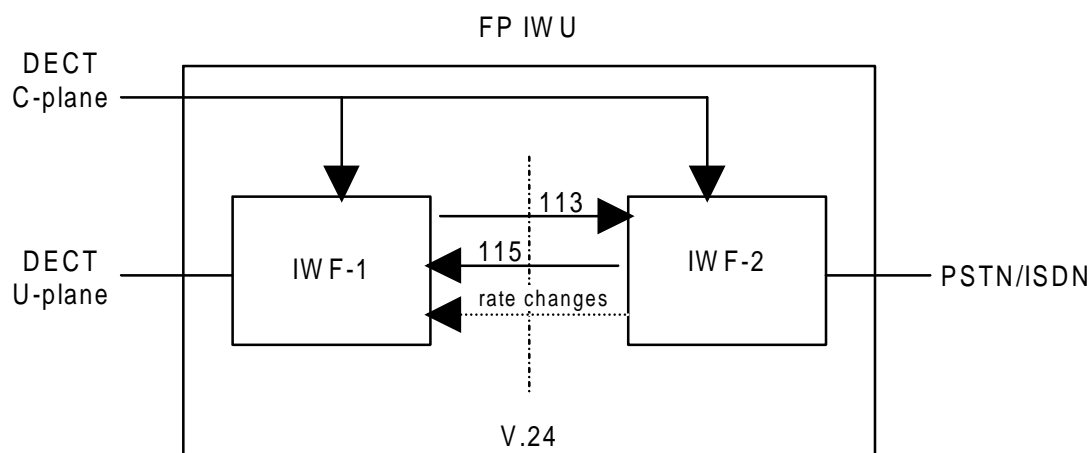 FP IWU
DECT
C-plane
113
115
IWF-1
IWF-2
DECT
U-plane
PSTN/ISDN
rate changes
V.24